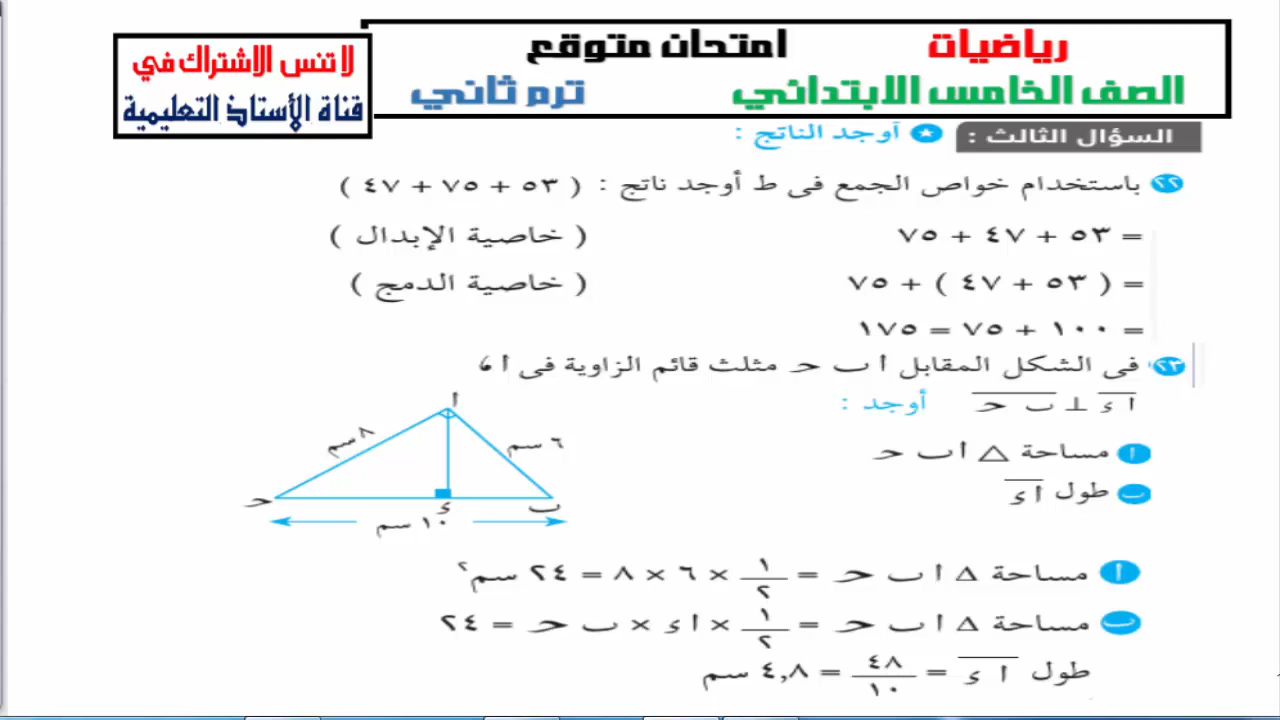 رياضيات امتحان متوقع
الصف الخامس الابتدائي ترم ثاني
لا تنس الاشتراك في
قناة الأستاذ التعليمية
السؤال الثالث : ★ أوجد الناتج :
٢٢ باستخدام خواص الجمع فى ط أوجد ناتج : ( ٥٣ + ٧٥ + ٤٧ )
= ٥٣ + ٤٧ + ٧٥ ( خاصية الإبدال )
= ( ٥٣ + ٤٧ ) + ٧٥ ( خاصية الدمج )
= ١٠٠ + ٧٥ = ١٧٥
٢٣ فى الشكل المقابل أ ب حـ مثلث قائم الزاوية فى أ ،
أ ء ⊥ ب حـ أوجد :
أ مساحة △ أ ب حـ
ب طول أ ء
أ
٨ سم
٦ سم
حـ
ء
ب
١٠ سم
أ مساحة △ أ ب حـ = ١/٢ × ٦ × ٨ = ٢٤ سم٢
ب مساحة △ أ ب حـ = ١/٢ × أ ء × ب حـ = ٢٤
طول أ ء = ٤٨/١٠ = ٤,٨ سم